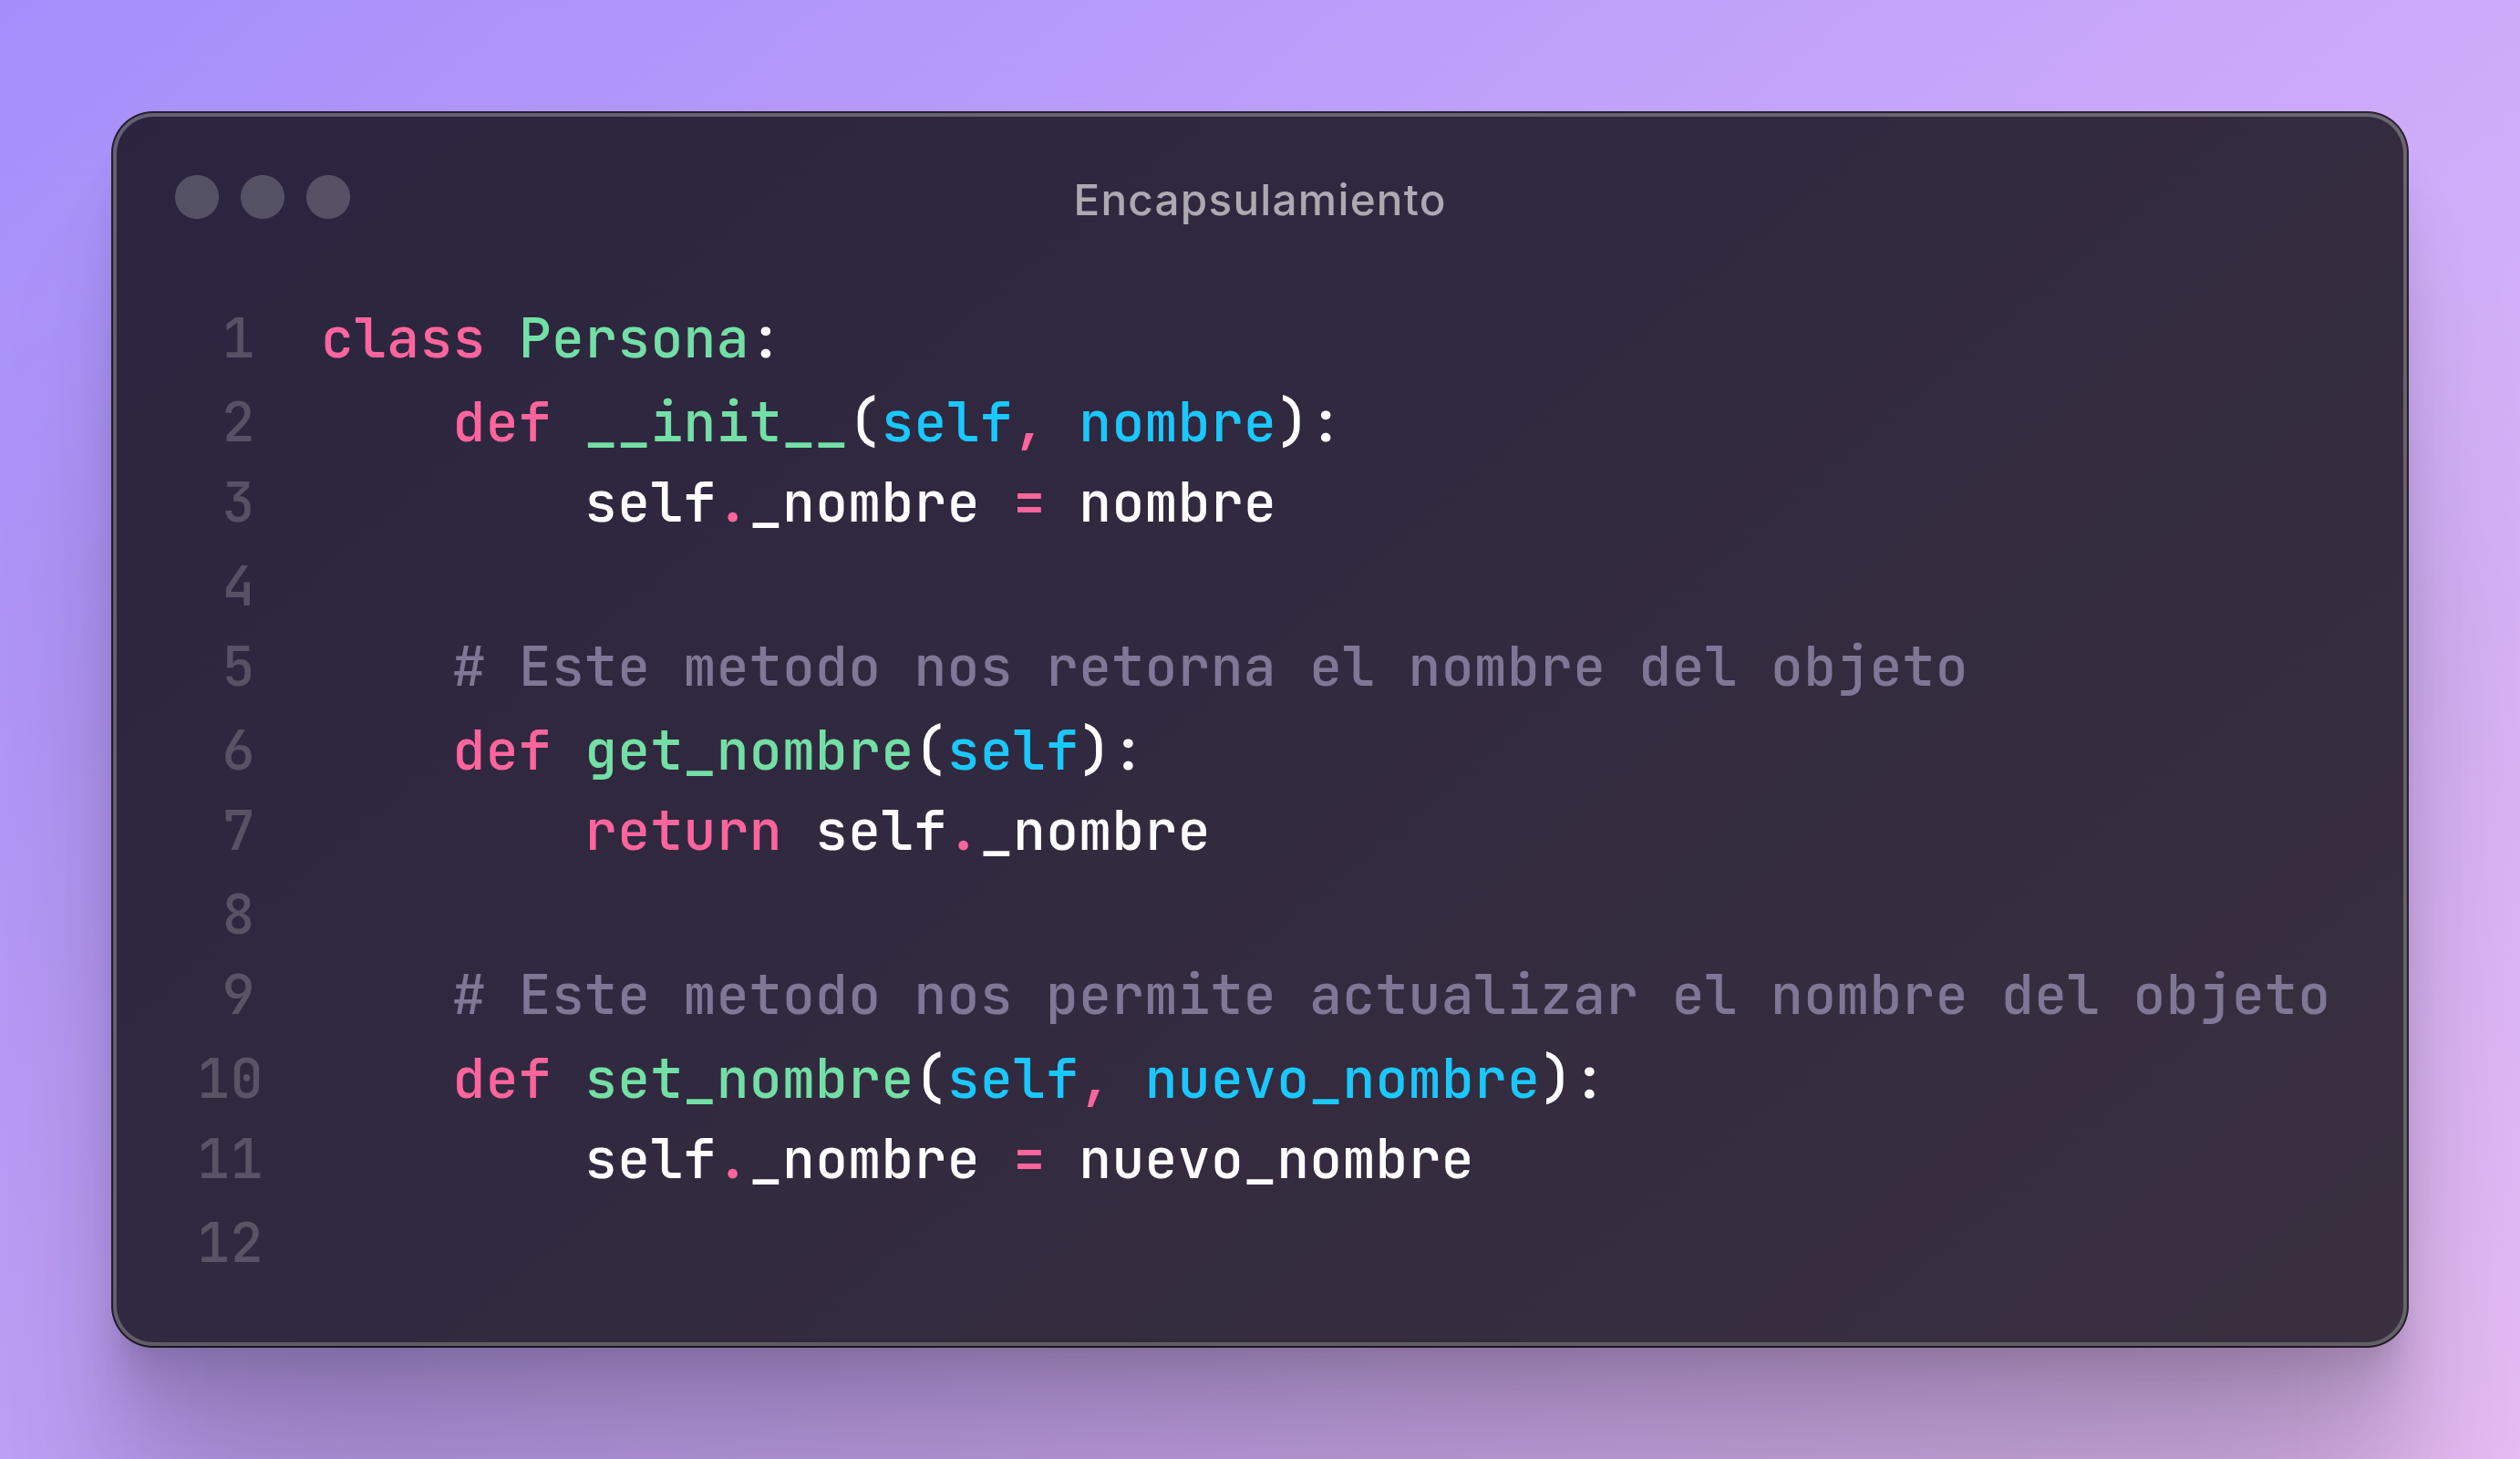 Encapsulamiento
1 class Persona:
2     def __init__(self, nombre):
3         self._nombre = nombre
4
5     # Este metodo nos retorna el nombre del objeto
6     def get_nombre(self):
7         return self._nombre
8
9     # Este metodo nos permite actualizar el nombre del objeto
10     def set_nombre(self, nuevo_nombre):
11         self._nombre = nuevo_nombre
12